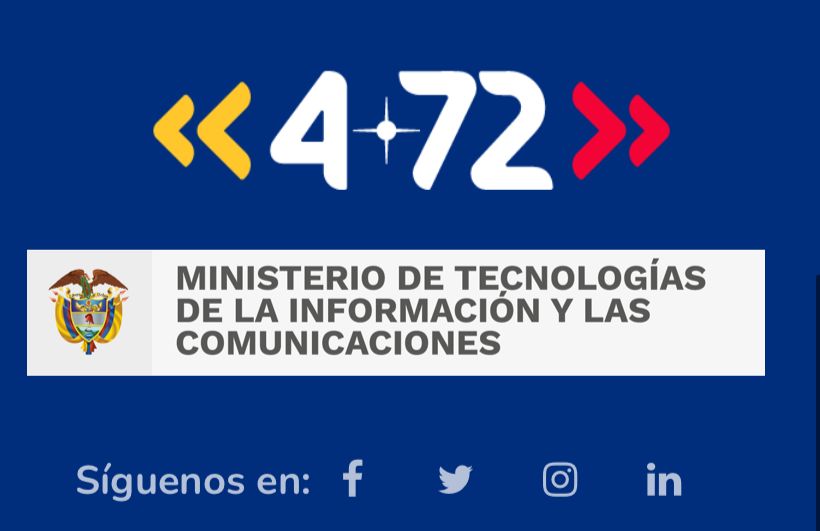 4-72
MINISTERIO DE TECNOLOGÍAS
DE LA INFORMACIÓN Y LAS
COMUNICACIONES
Síguenos en: